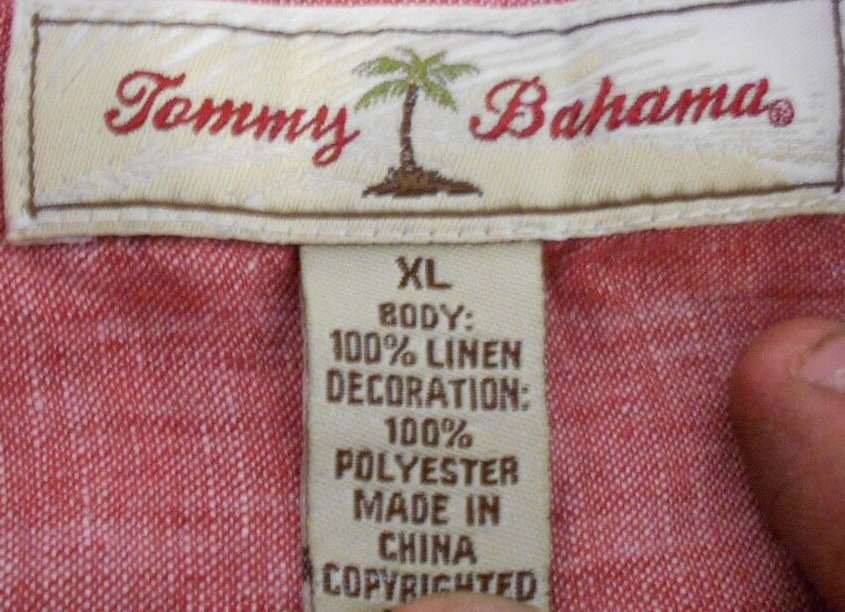 Tommy Bahama®
XL
BODY:
100% LINEN
DECORATION:
100%
POLYESTER
MADE IN
CHINA
COPYRIGHTED